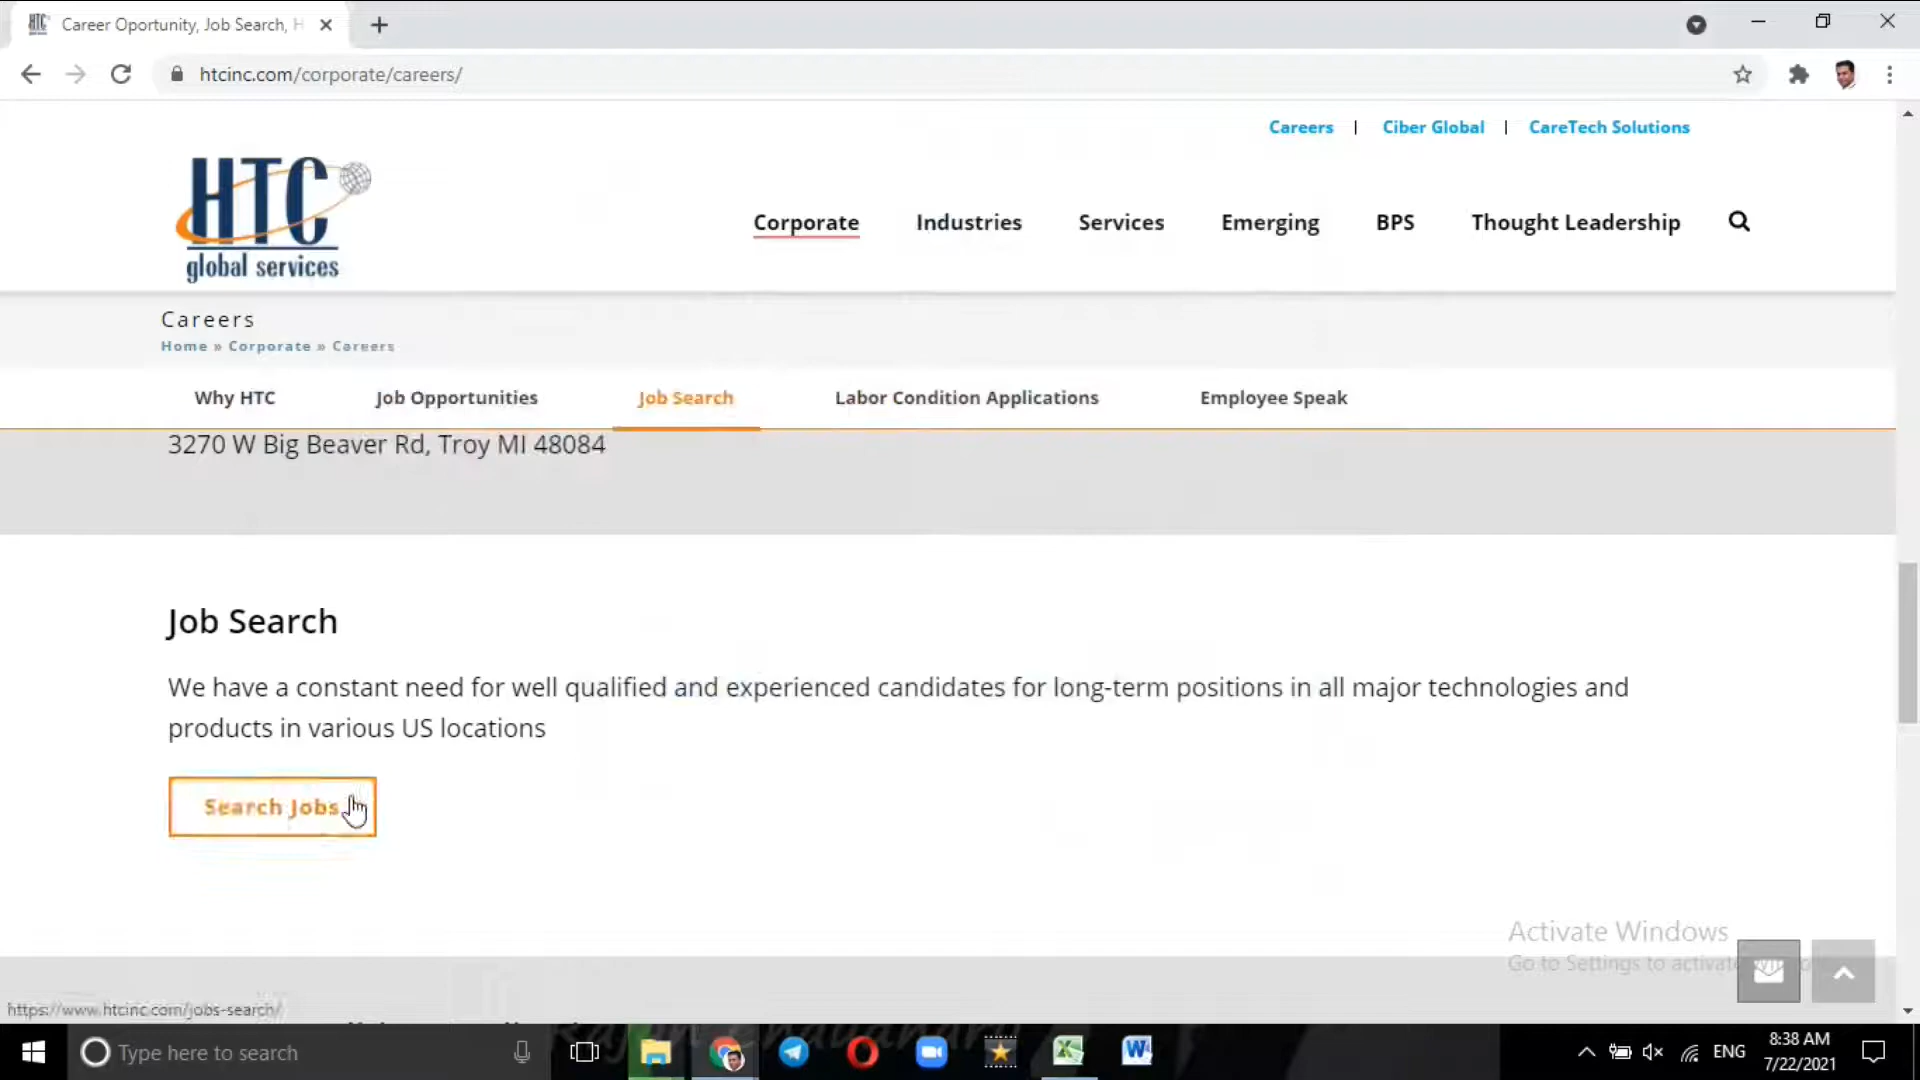 Career Oportunity, Job Search, H
htcinc.com/corporate/careers/
Careers | Ciber Global | CareTech Solutions
HTC
global services
Corporate Industries Services Emerging BPS Thought Leadership
Careers
Home » Corporate » Careers
Why HTC Job Opportunities Job Search Labor Condition Applications Employee Speak
3270 W Big Beaver Rd, Troy MI 48084
Job Search
We have a constant need for well qualified and experienced candidates for long-term positions in all major technologies and
products in various US locations
Search Jobs
Activate Windows
Go to Settings to activate
https://www.htcinc.com/jobs-search/
Type here to search
ENG
8:38 AM
7/22/2021